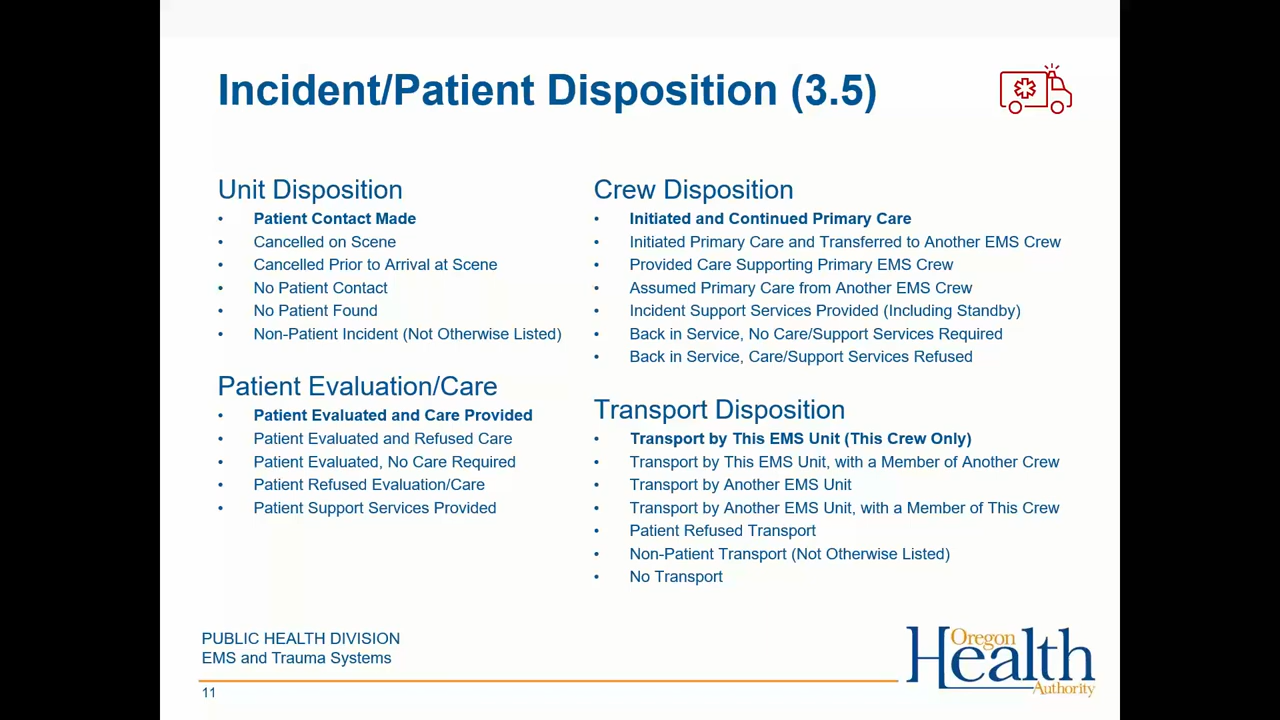 Incident/Patient Disposition (3.5)
Unit Disposition
• Patient Contact Made
• Cancelled on Scene
• Cancelled Prior to Arrival at Scene
• No Patient Contact
• No Patient Found
• Non-Patient Incident (Not Otherwise Listed)
Patient Evaluation/Care
• Patient Evaluated and Care Provided
• Patient Evaluated and Refused Care
• Patient Evaluated, No Care Required
• Patient Refused Evaluation/Care
• Patient Support Services Provided
Crew Disposition
• Initiated and Continued Primary Care
• Initiated Primary Care and Transferred to Another EMS Crew
• Provided Care Supporting Primary EMS Crew
• Assumed Primary Care from Another EMS Crew
• Incident Support Services Provided (Including Standby)
• Back in Service, No Care/Support Services Required
• Back in Service, Care/Support Services Refused
Transport Disposition
• Transport by This EMS Unit (This Crew Only)
• Transport by This EMS Unit, with a Member of Another Crew
• Transport by Another EMS Unit
• Transport by Another EMS Unit, with a Member of This Crew
• Patient Refused Transport
• Non-Patient Transport (Not Otherwise Listed)
• No Transport
PUBLIC HEALTH DIVISION
EMS and Trauma Systems
11
Oregon
Health
Authority